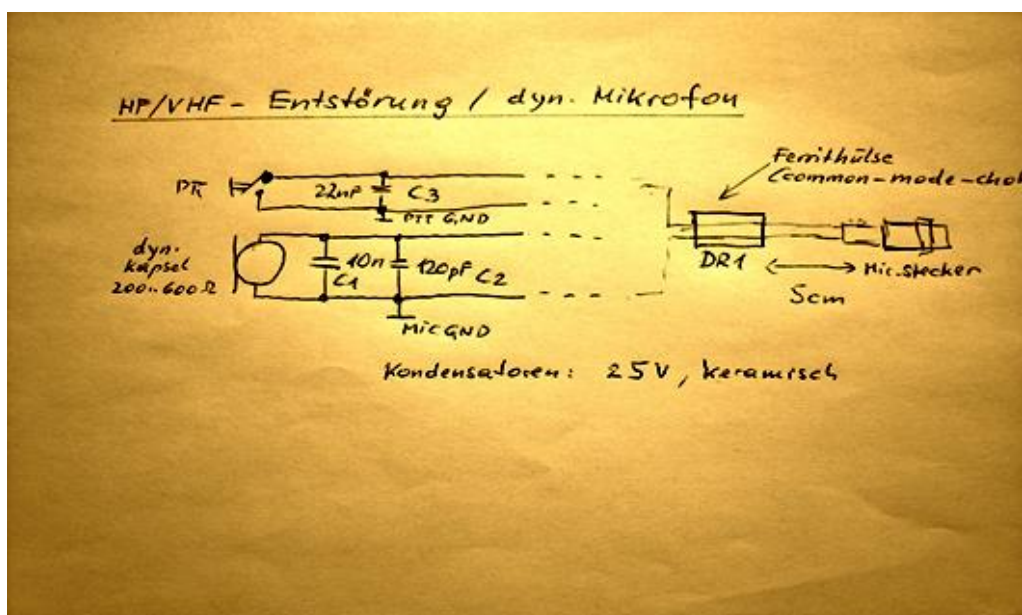 HF/VHF - Entstörung / dyn. Mikrofon
Ferrithülse
(common-mode-chok
PTT
22nF C3
PTT GND
dyn.
Kapsel
200..600Ω
10n
C1
120pF C2
Mic GND
DR1
Mic.stecker
5cm
Kondensatoren: 25V, keramisch